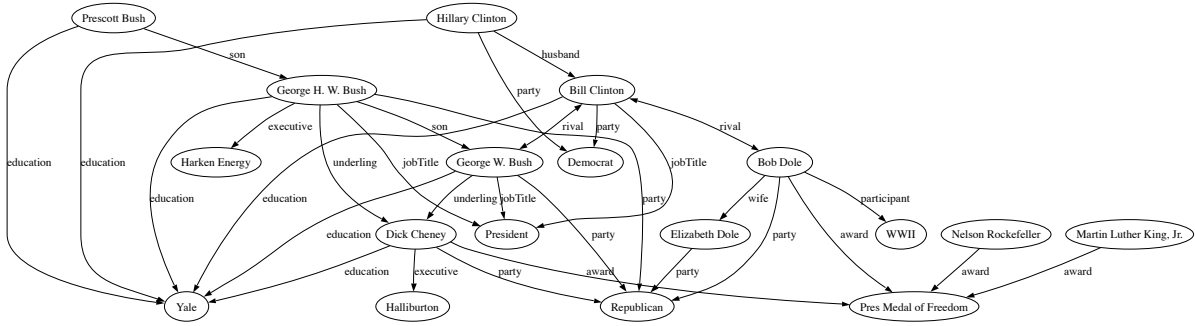 Prescott Bush
Hillary Clinton
son
husband
George H. W. Bush
party
Bill Clinton
executive
son
rival
party
rival
education
education
Harken Energy
underling
jobTitle
George W. Bush
Democrat
jobTitle
Bob Dole
education
education
underling
jobTitle
party
wife
participant
education
Dick Cheney
President
party
Elizabeth Dole
party
award
WWII
Nelson Rockefeller
Martin Luther King, Jr.
education
executive
party
award
party
award
award
Yale
Halliburton
Republican
Pres Medal of Freedom